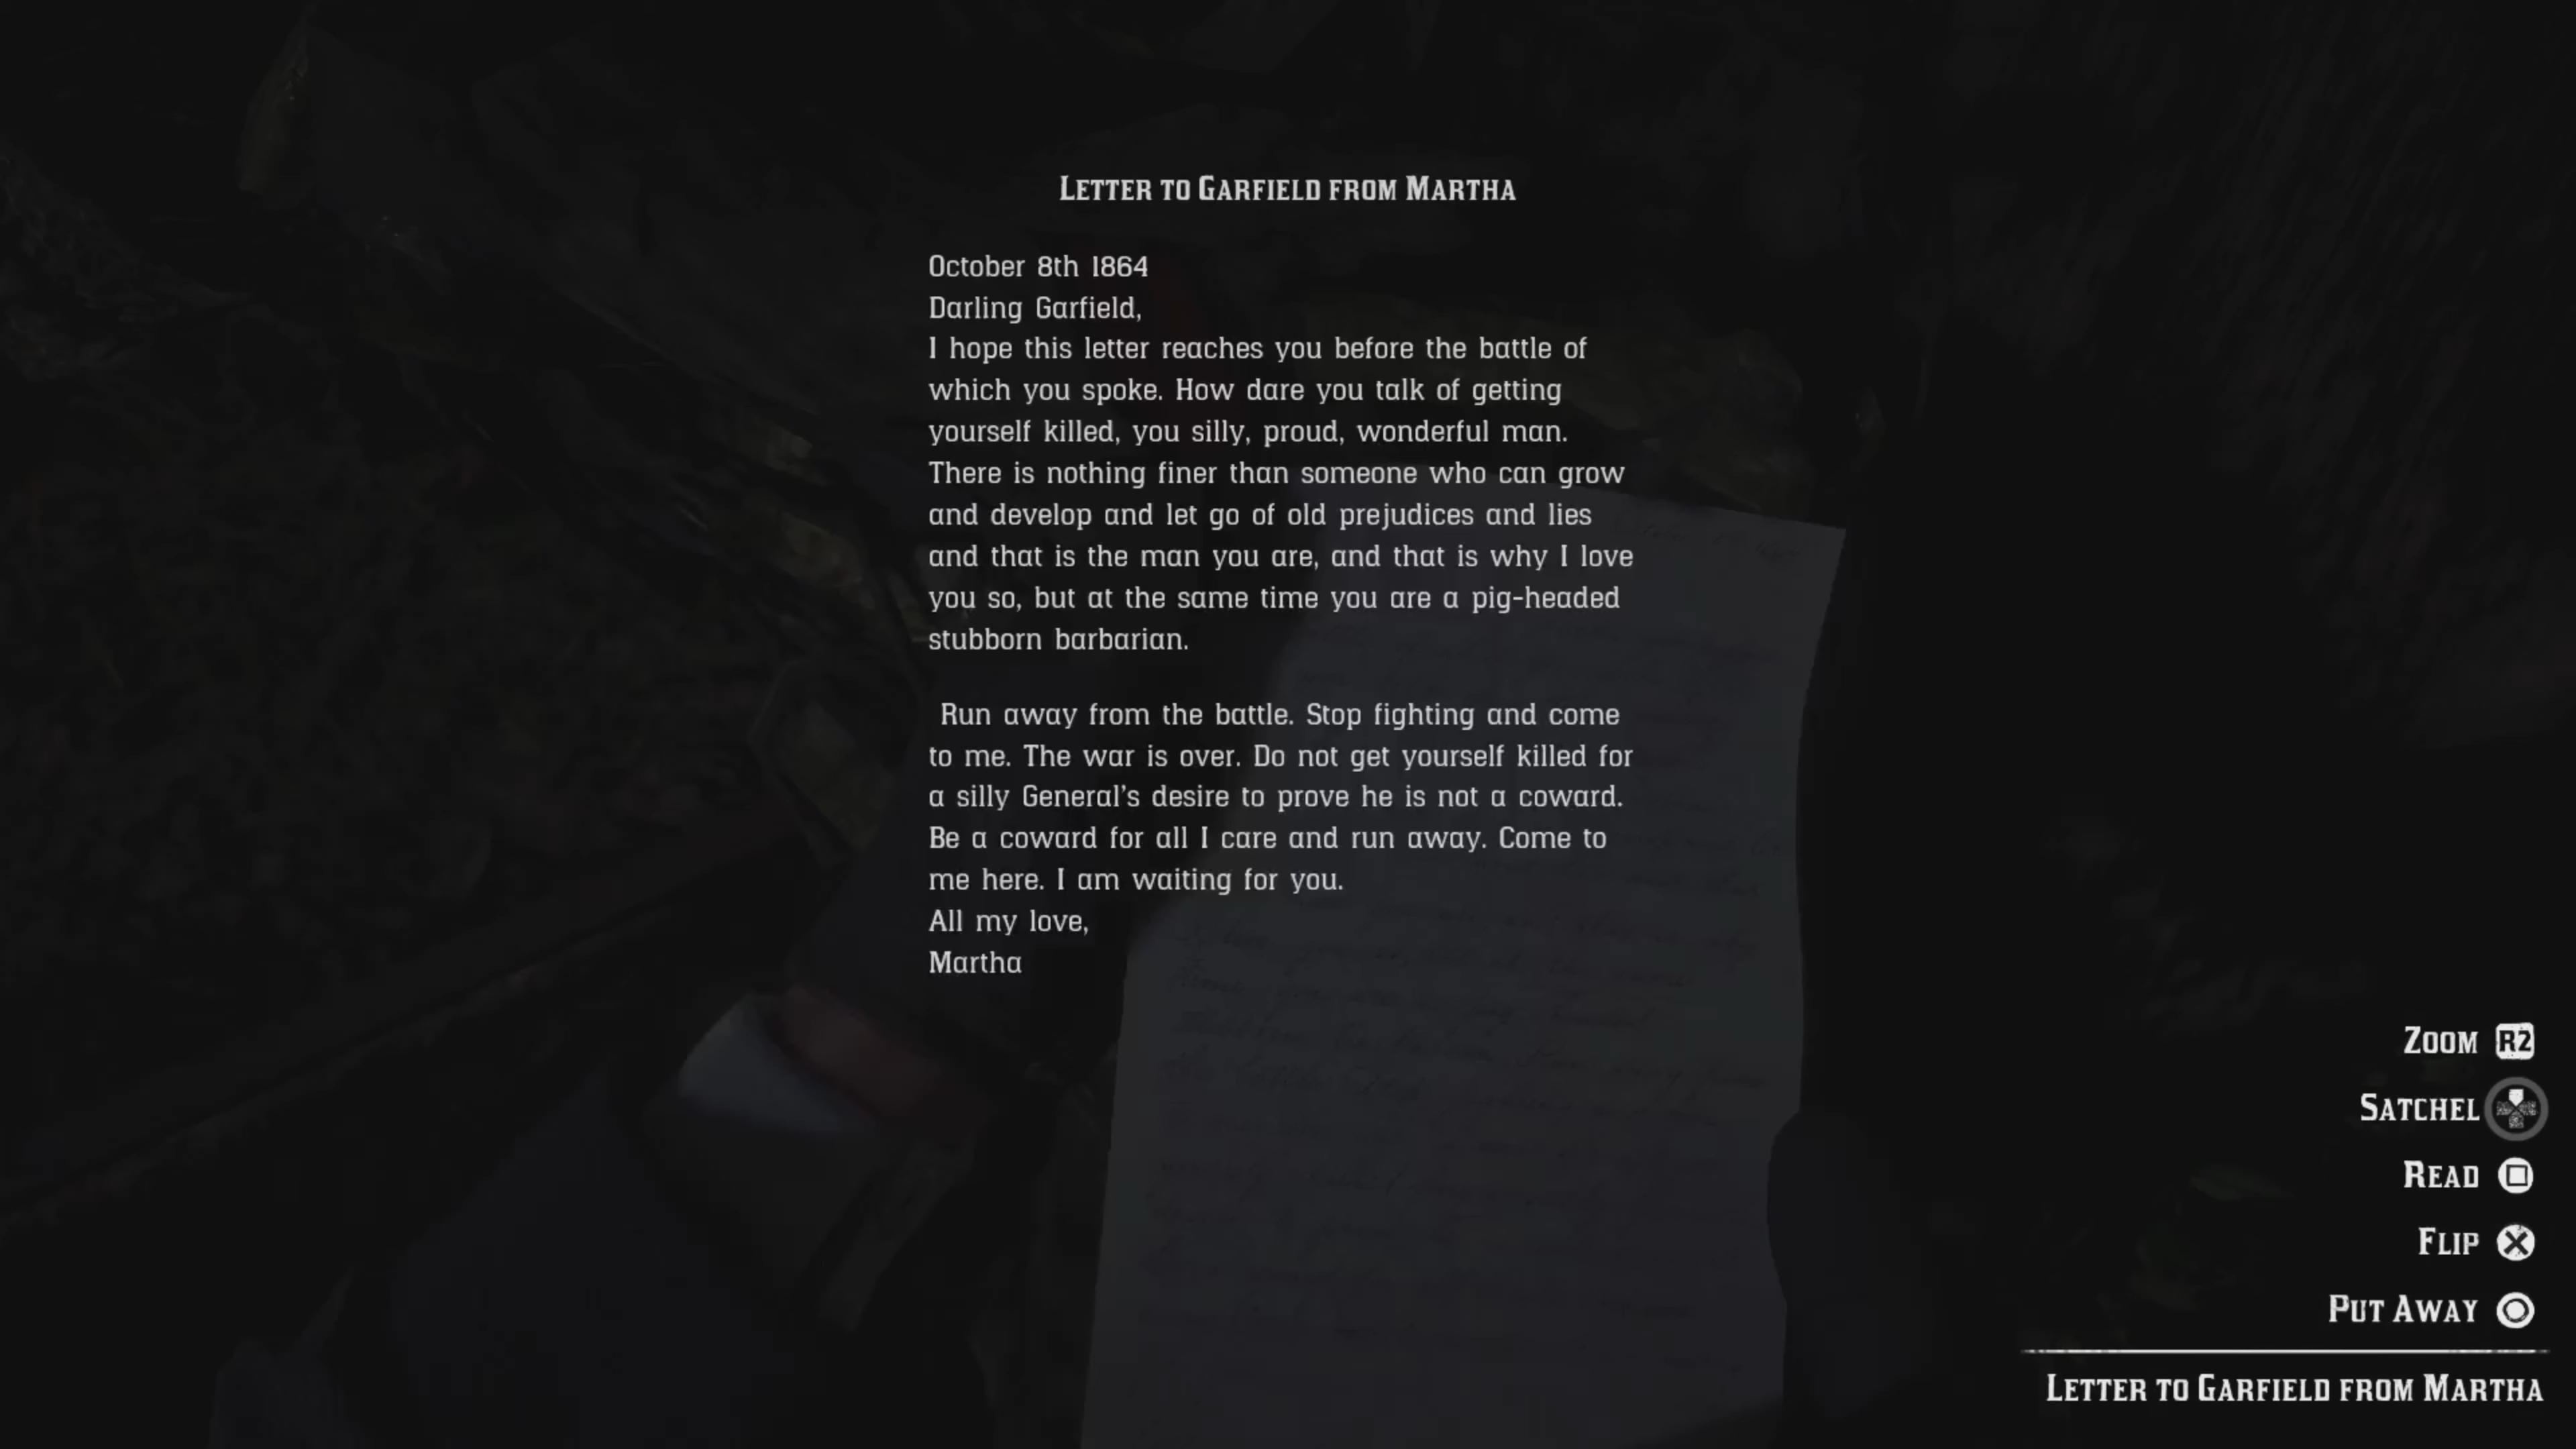 Letter to Garfield from Martha
October 8th 1864
Darling Garfield,
I hope this letter reaches you before the battle of
which you spoke. How dare you talk of getting
yourself killed, you silly, proud, wonderful man.
There is nothing finer than someone who can grow
and develop and let go of old prejudices and lies
and that is the man you are, and that is why I love
you so, but at the same time you are a pig-headed
stubborn barbarian.
Run away from the battle. Stop fighting and come
to me. The war is over. Do not get yourself killed for
a silly General's desire to prove he is not a coward.
Be a coward for all I care and run away. Come to
me here. I am waiting for you.
All my love,
Martha
Zoom R2
Satchel
Read
Flip
Put Away
Letter to Garfield from Martha